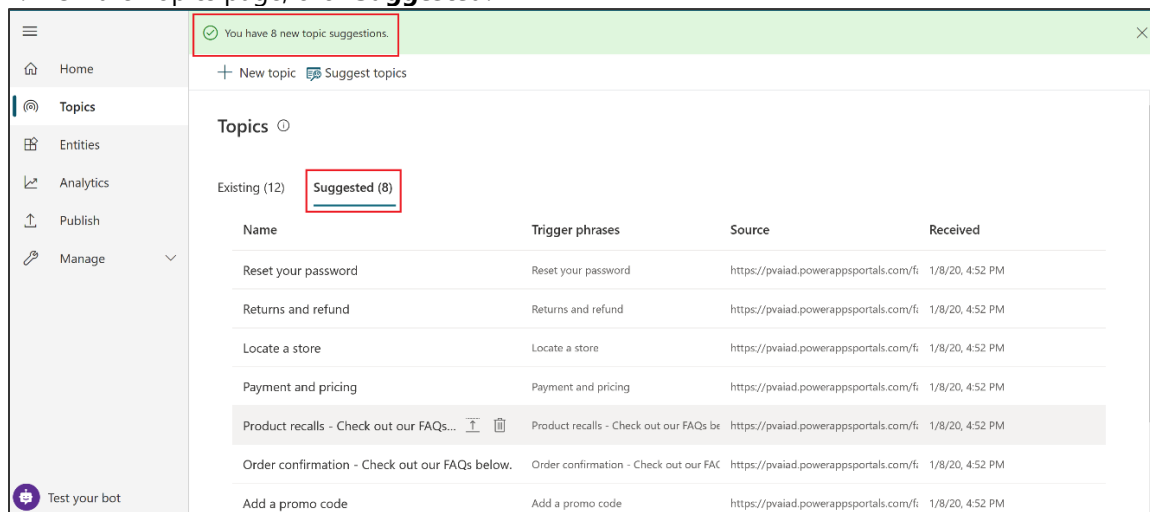 You have 8 new topic suggestions.
Home
New topic Suggest topics
Topics
Topics
Entities
Analytics
Existing (12) Suggested (8)
Publish
Name Trigger phrases Source Received
Manage
Reset your password Reset your password https://pvaiad.powerappsportals.com/f 1/8/20, 4:52 PM
Returns and refund Returns and refund https://pvaiad.powerappsportals.com/f 1/8/20, 4:52 PM
Locate a store Locate a store https://pvaiad.powerappsportals.com/f 1/8/20, 4:52 PM
Payment and pricing Payment and pricing https://pvaiad.powerappsportals.com/f 1/8/20, 4:52 PM
Product recalls - Check out our FAQs... Product recalls - Check out our FAQs be https://pvaiad.powerappsportals.com/f 1/8/20, 4:52 PM
Order confirmation - Check out our FAQs below. Order confirmation - Check out our FA https://pvaiad.powerappsportals.com/f 1/8/20, 4:52 PM
Test your bot
Add a promo code Add a promo code https://pvaiad.powerappsportals.com/f 1/8/20, 4:52 PM